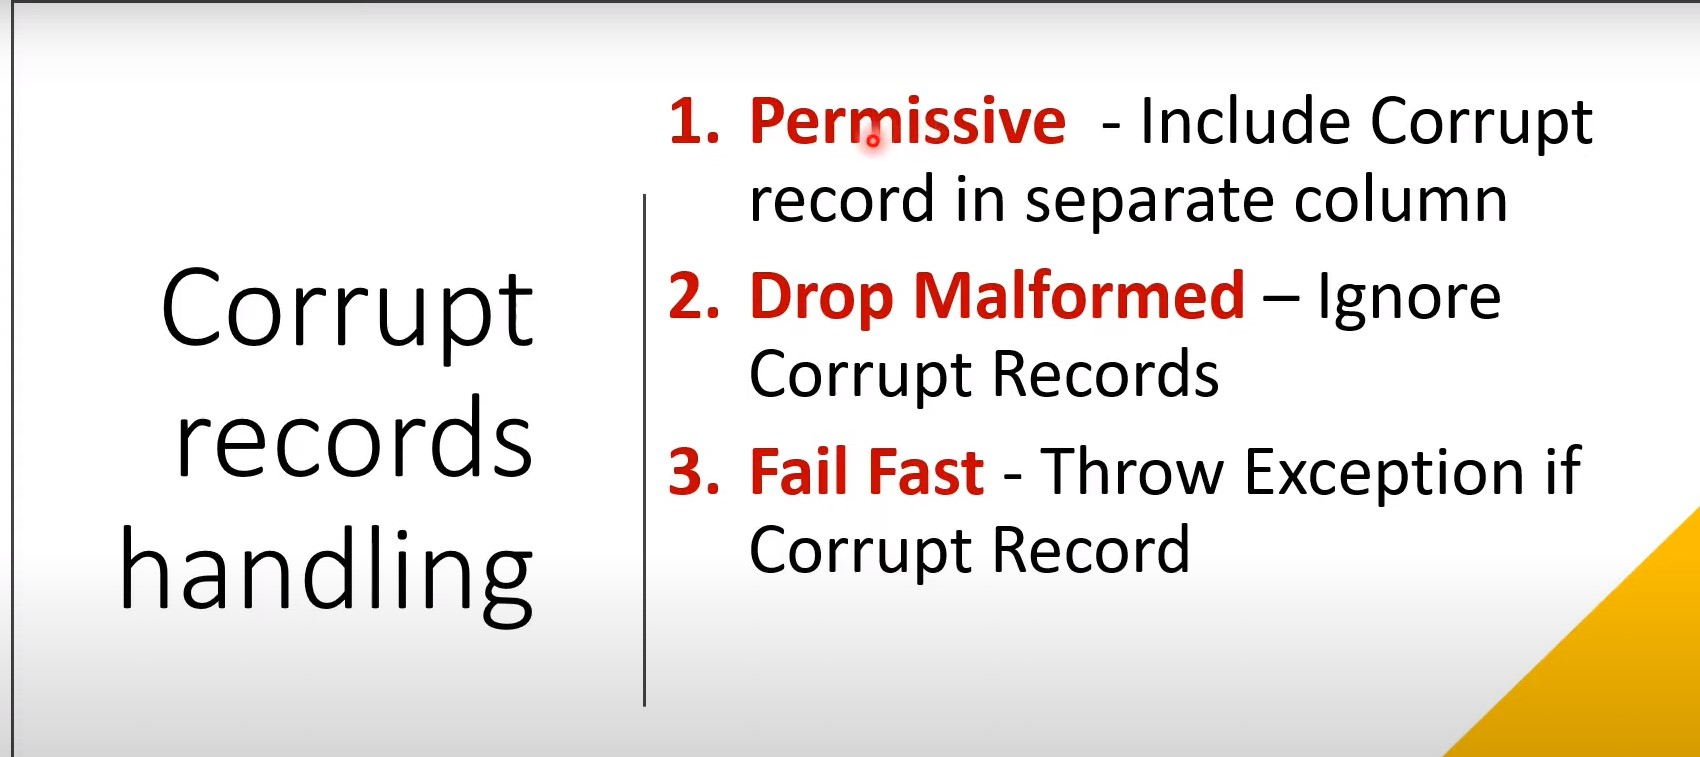 Corrupt
records
handling
1. Permissive - Include Corrupt
record in separate column
2. Drop Malformed – Ignore
Corrupt Records
3. Fail Fast - Throw Exception if
Corrupt Record